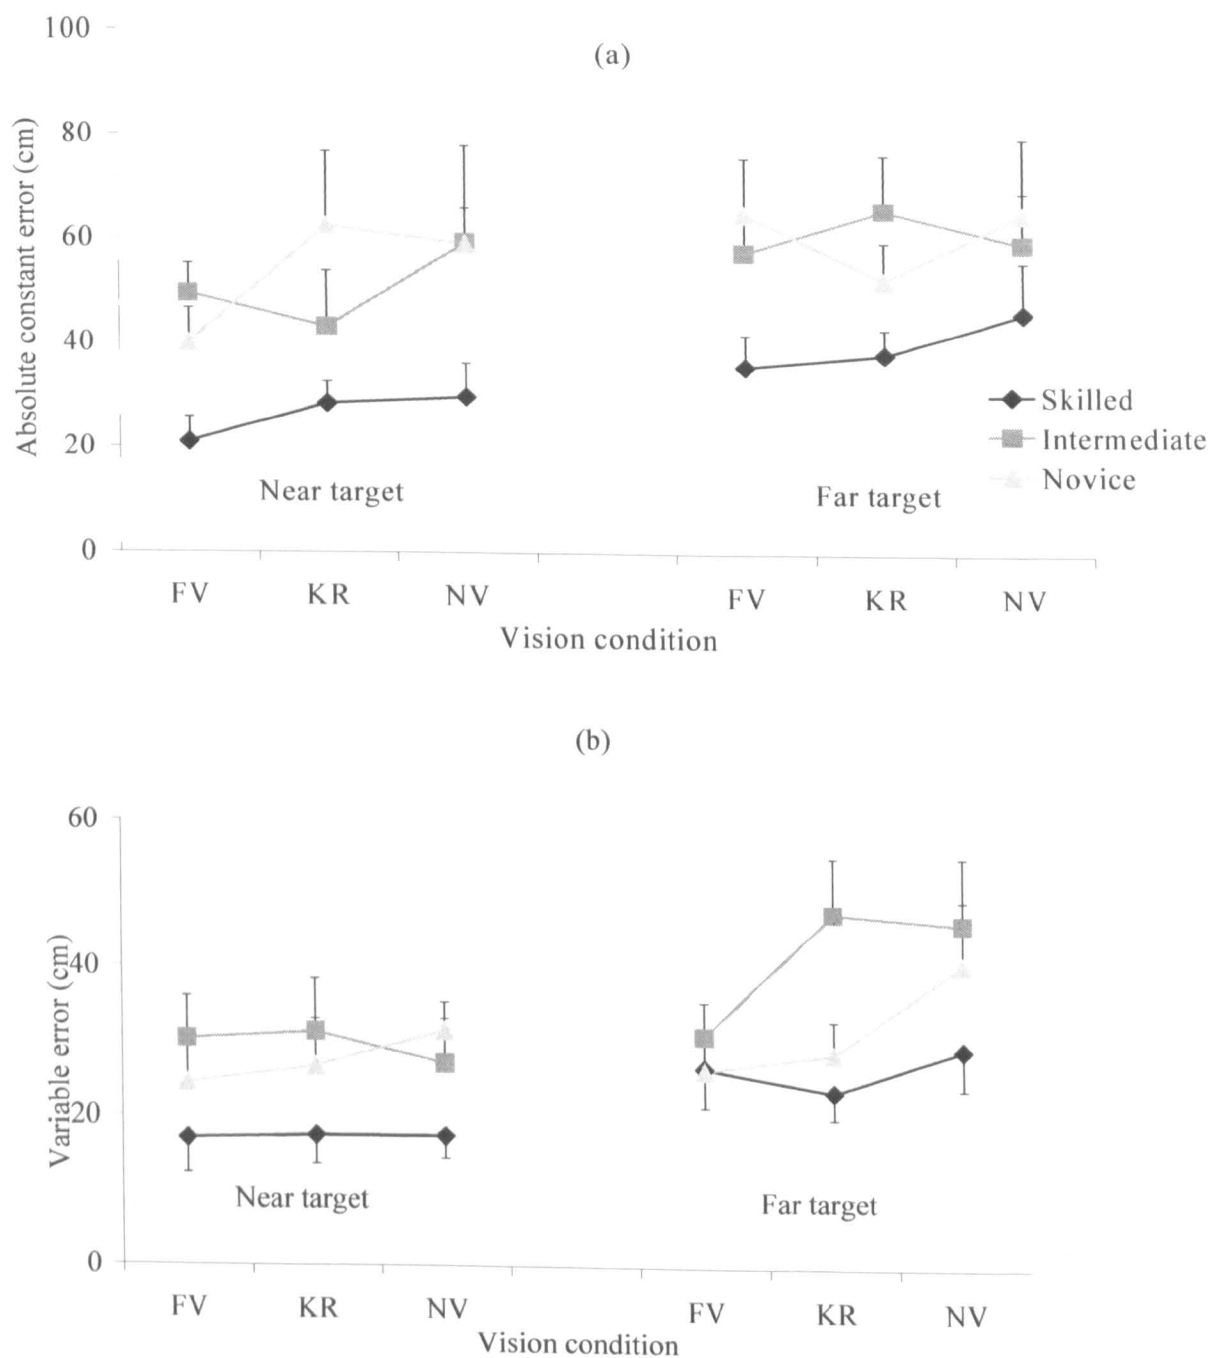 (a)
100
80
60
40
20
0
Absolute constant error (cm)
Near target
Far target
Skilled
Intermediate
Novice
FV KR NV FV KR NV
Vision condition
(b)
60
40
20
0
Variable error (cm)
Near target
Far target
FV KR NV FV KR NV
Vision condition